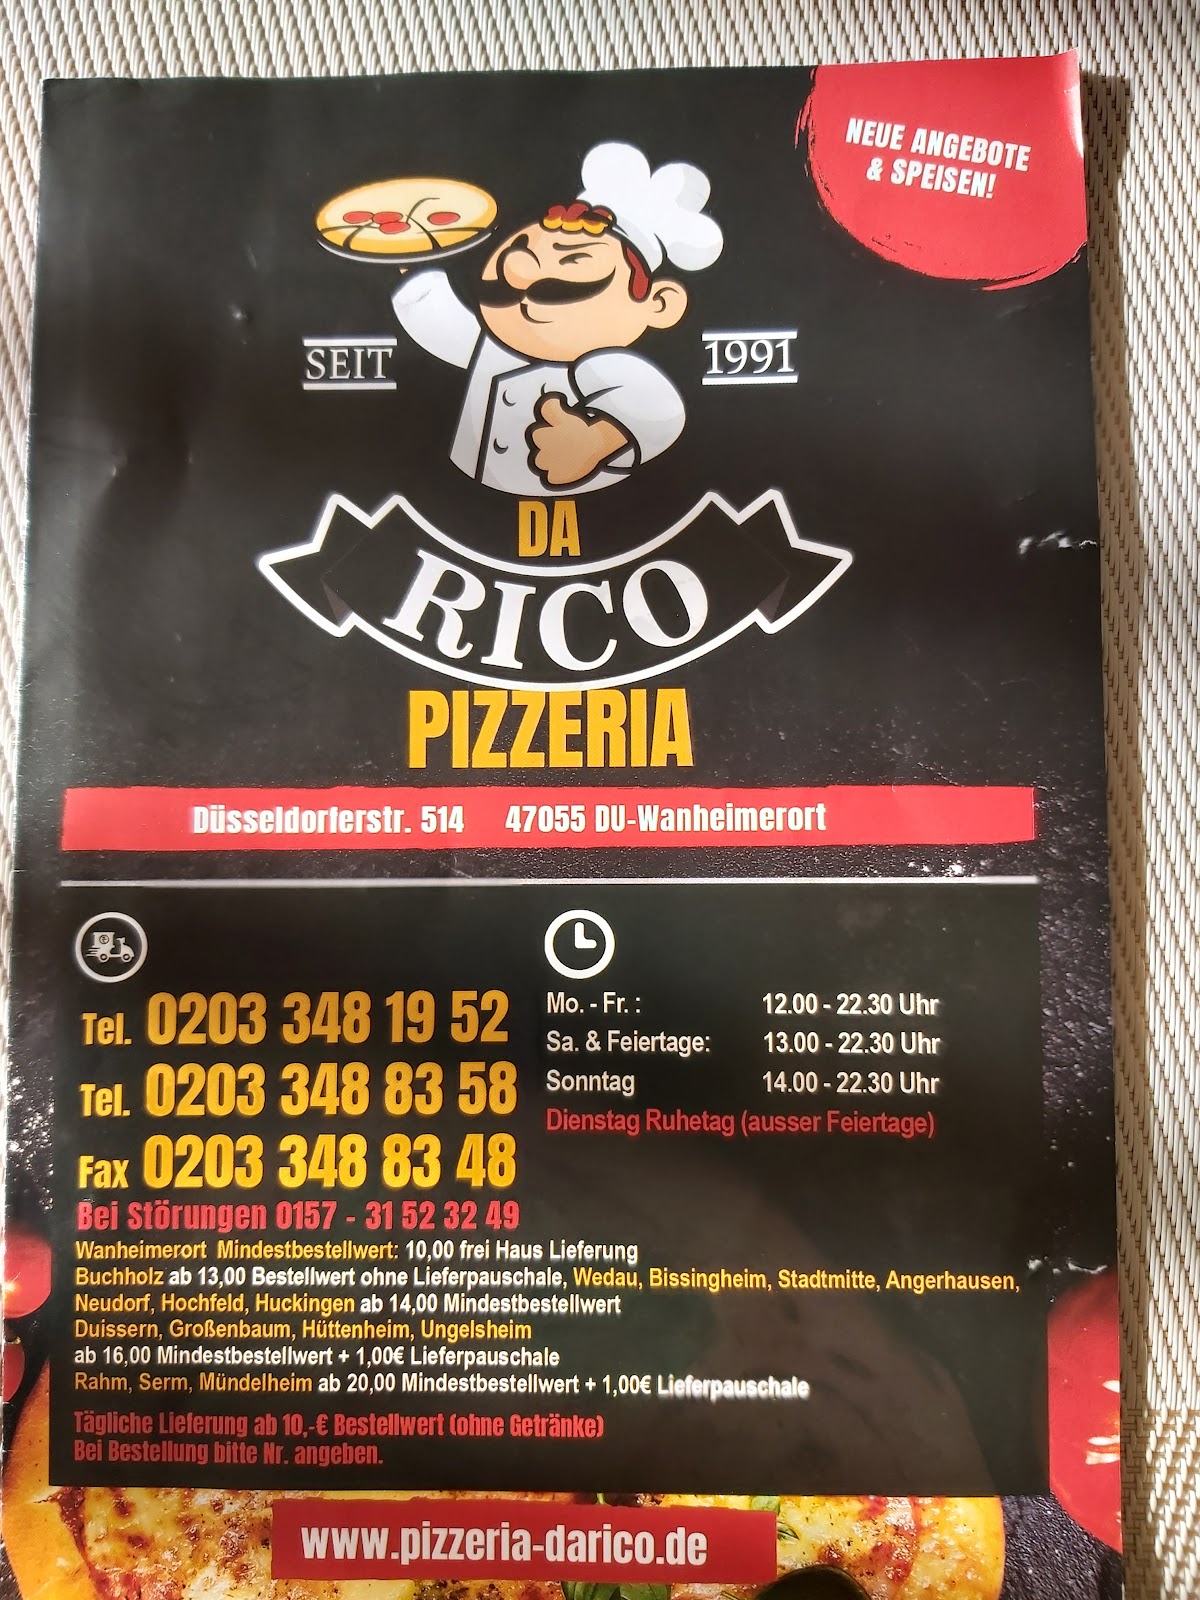 NEUE ANGEBOTE
& SPEISEN!
SEIT 1991
DA
RICO
PIZZERIA
Düsseldorferstr. 514 47055 DU-Wanheimerort
Tel. 0203 348 19 52
Tel. 0203 348 83 58
Fax 0203 348 83 48
Bei Störungen 0157 - 31 52 32 49
Mo. - Fr. : 12.00 - 22.30 Uhr
Sa. & Feiertage: 13.00 - 22.30 Uhr
Sonntag 14.00 - 22.30 Uhr
Dienstag Ruhetag (ausser Feiertage)
Wanheimerort Mindestbestellwert: 10,00 frei Haus Lieferung
Buchholz ab 13,00 Bestellwert ohne Lieferpauschale, Wedau, Bissingheim, Stadtmitte, Angerhausen,
Neudorf, Hochfeld, Huckingen ab 14,00 Mindestbestellwert
Duissern, Großenbaum, Hüttenheim, Ungelsheim
ab 16,00 Mindestbestellwert + 1,00€ Lieferpauschale
Rahm, Serm, Mündelheim ab 20,00 Mindestbestellwert + 1,00€ Lieferpauschale
Tägliche Lieferung ab 10,-€ Bestellwert (ohne Getränke)
Bei Bestellung bitte Nr. angeben.
www.pizzeria-darico.de